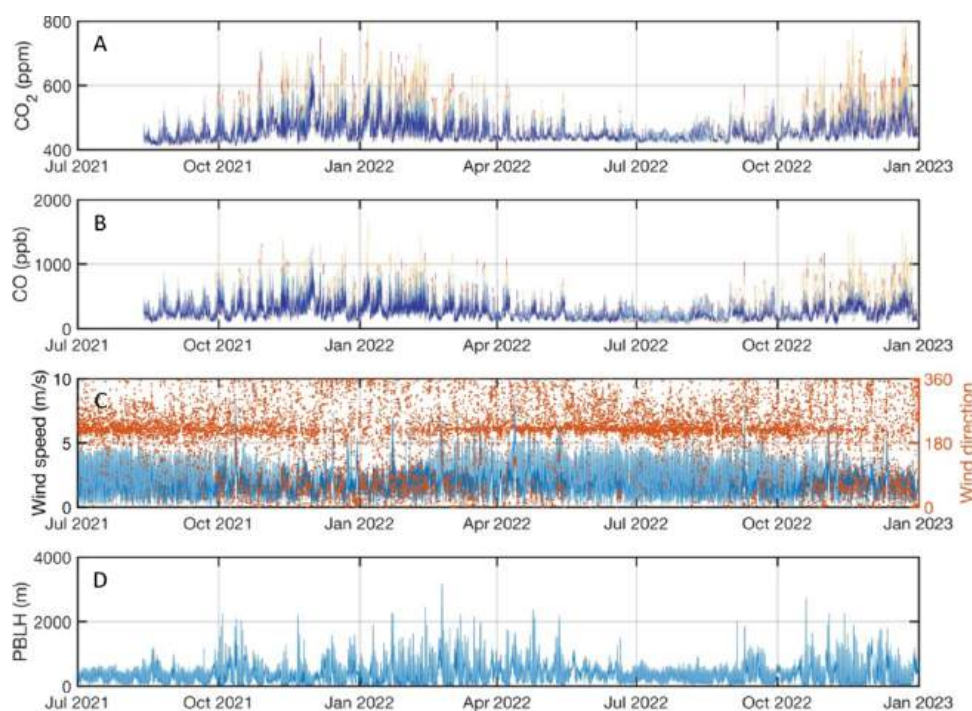 800
A
600
400
CO2 (ppm)
Jul 2021 Oct 2021 Jan 2022 Apr 2022 Jul 2022 Oct 2022 Jan 2023
2000
B
1000
0
CO (ppb)
Jul 2021 Oct 2021 Jan 2022 Apr 2022 Jul 2022 Oct 2022 Jan 2023
10 360
C
5 180
0 0
Wind speed (m/s)
Wind direction
Jul 2021 Oct 2021 Jan 2022 Apr 2022 Jul 2022 Oct 2022 Jan 2023
4000
D
2000
0
PBLH (m)
Jul 2021 Oct 2021 Jan 2022 Apr 2022 Jul 2022 Oct 2022 Jan 2023